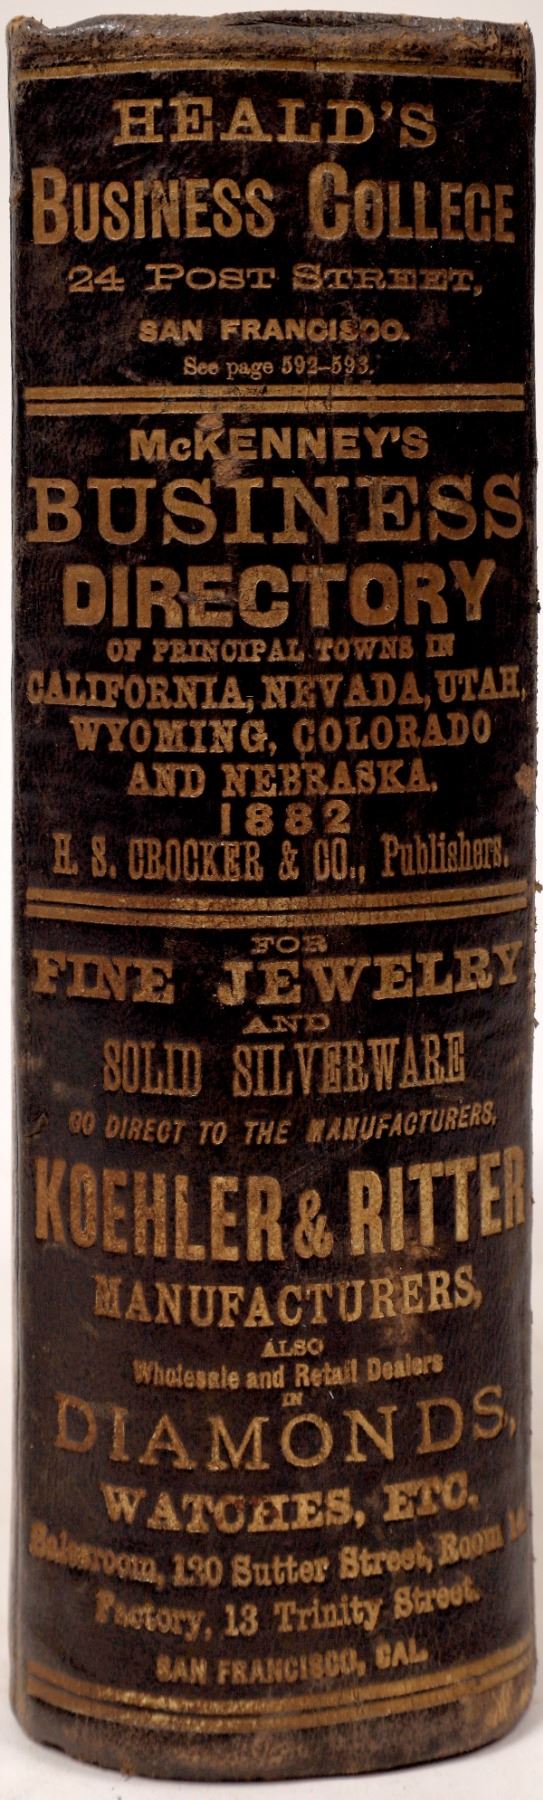 HEALD'S
BUSINESS COLLEGE
24 POST STREET,
SAN FRANCISCO.
See page 592-593.
McKENNEY'S
BUSINESS
DIRECTORY
OF PRINCIPAL TOWNS IN
CALIFORNIA, NEVADA, UTAH,
WYOMING, COLORADO
AND NEBRASKA.
1882
H. S. CROCKER & CO., Publishers.
FOR
FINE JEWELRY
AND
SOLID SILVERWARE
GO DIRECT TO THE MANUFACTURERS,
KOEHLER & RITTER
MANUFACTURERS,
ALSO
Wholesale and Retail Dealers
IN
DIAMONDS,
WATCHES, ETC.
Salesroom, 130 Sutter Street, Room
Factory, 13 Trinity Street.
SAN FRANCISCO, CAL.